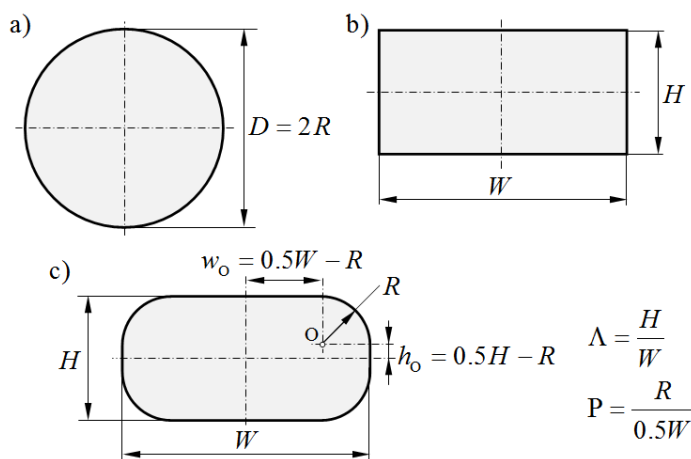 a)
D = 2R
b)
H
W
c)
w_O = 0.5W − R
R
O
H
h_O = 0.5H − R
W
Λ = H/W
P = R/0.5W